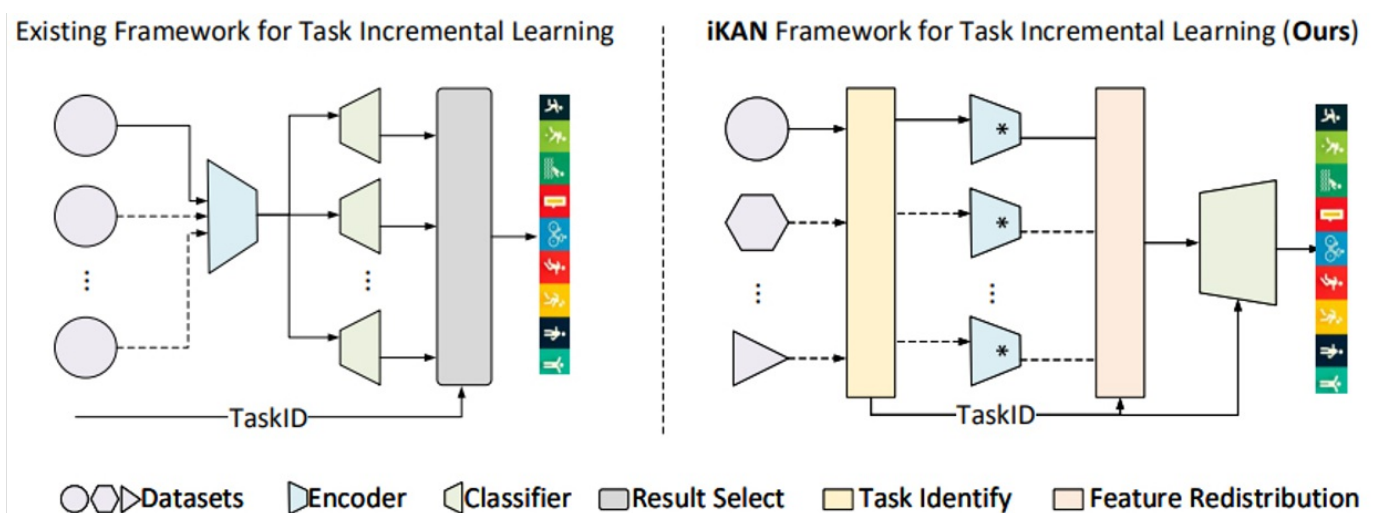 Existing Framework for Task Incremental Learning
iKAN Framework for Task Incremental Learning (Ours)
*
*
*
⋮
⋮
⋮
⋮
TaskID
TaskID
Datasets Encoder Classifier Result Select Task Identify Feature Redistribution